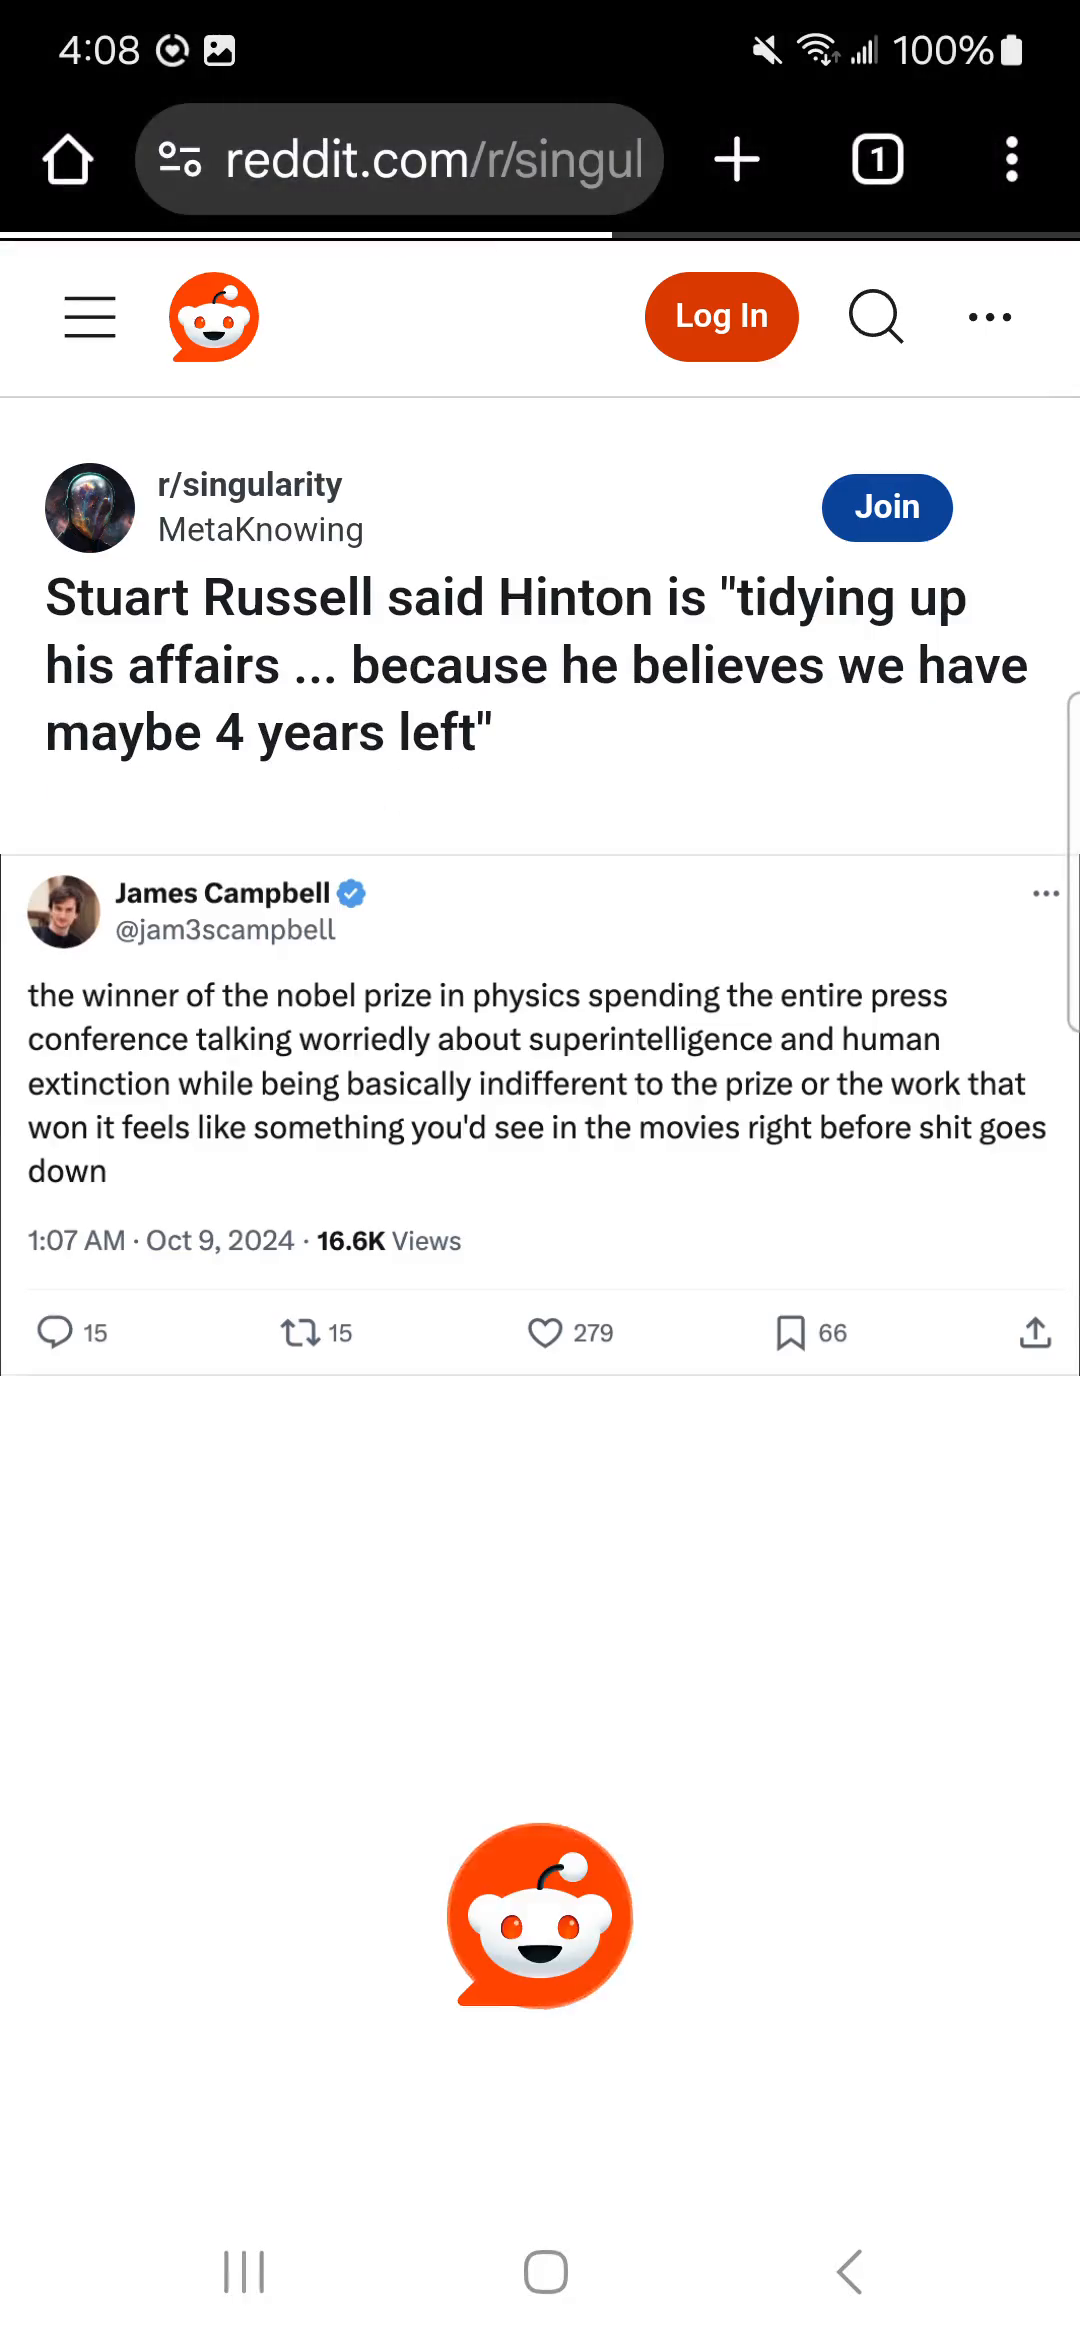 4:08
100%
reddit.com/r/singul
1
Log In
r/singularity
MetaKnowing
Join
Stuart Russell said Hinton is "tidying up
his affairs ... because he believes we have
maybe 4 years left"
James Campbell
@jam3scampbell
the winner of the nobel prize in physics spending the entire press
conference talking worriedly about superintelligence and human
extinction while being basically indifferent to the prize or the work that
won it feels like something you'd see in the movies right before shit goes
down
1:07 AM · Oct 9, 2024 · 16.6K Views
15
15
279
66